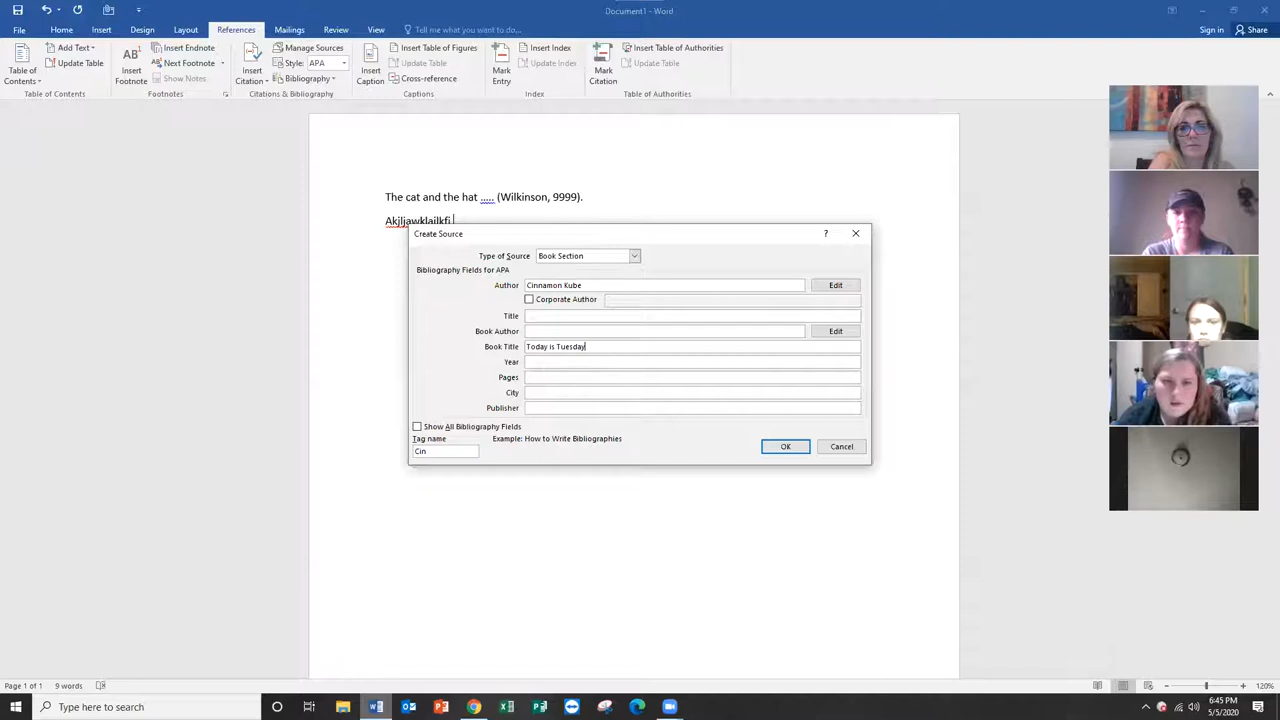 Document1 - Word
File Home Insert Design Layout References Mailings Review View Tell me what you want to do... Sign in Share
Add Text Insert Endnote Manage Sources Insert Table of Figures Insert Index Insert Table of Authorities
Table of Contents Update Table Insert Footnote Next Footnote Insert Citation Style: APA Insert Caption Update Table Mark Entry Update Index Mark Citation Update Table
Show Notes Bibliography Cross-reference
Table of Contents Footnotes Citations & Bibliography Captions Index Table of Authorities
The cat and the hat ..... (Wilkinson, 9999).
Create Source ?
Type of Source Book Section
Bibliography Fields for APA
Author Cinnamon Kube Edit
Corporate Author
Title
Book Author Edit
Book Title Today is Tuesday
Year
Pages
City
Publisher
Show All Bibliography Fields
Tag name Example: How to Write Bibliographies
Cin OK Cancel
Page 1 of 1 9 words 120%
Type here to search 6:45 PM
5/5/2020